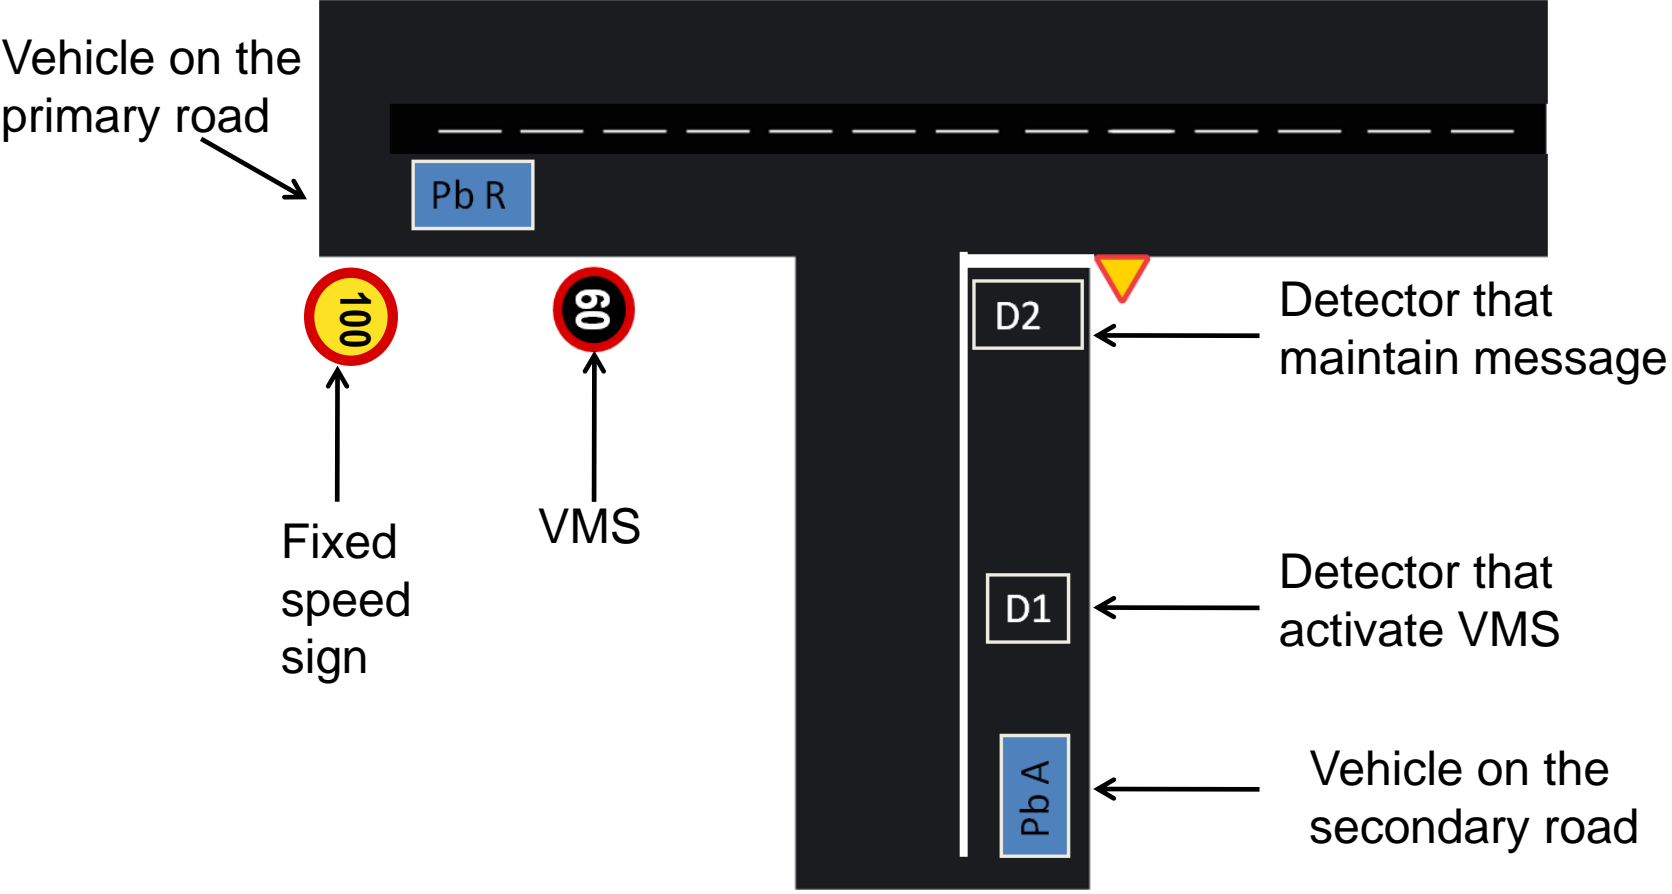 Vehicle on the
primary road
Pb R
100
60
Fixed
speed
sign
VMS
D2
Detector that
maintain message
D1
Detector that
activate VMS
Pb A
Vehicle on the
secondary road